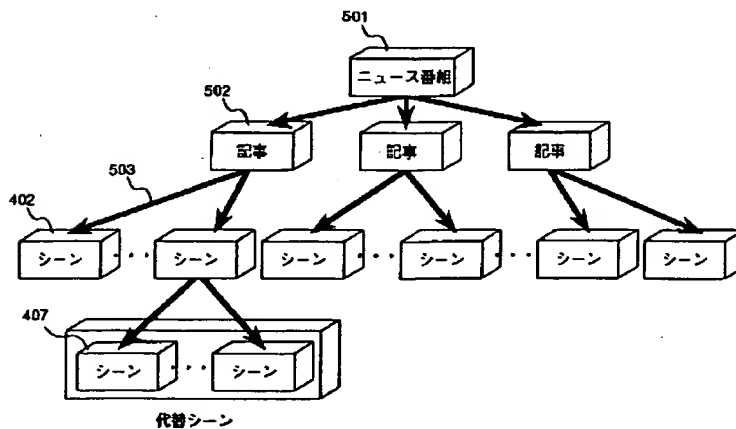 501
ニュース番組
502
記事
記事
記事
503
402
シーン
シーン
シーン
シーン
シーン
シーン
407
シーン
シーン
代替シーン